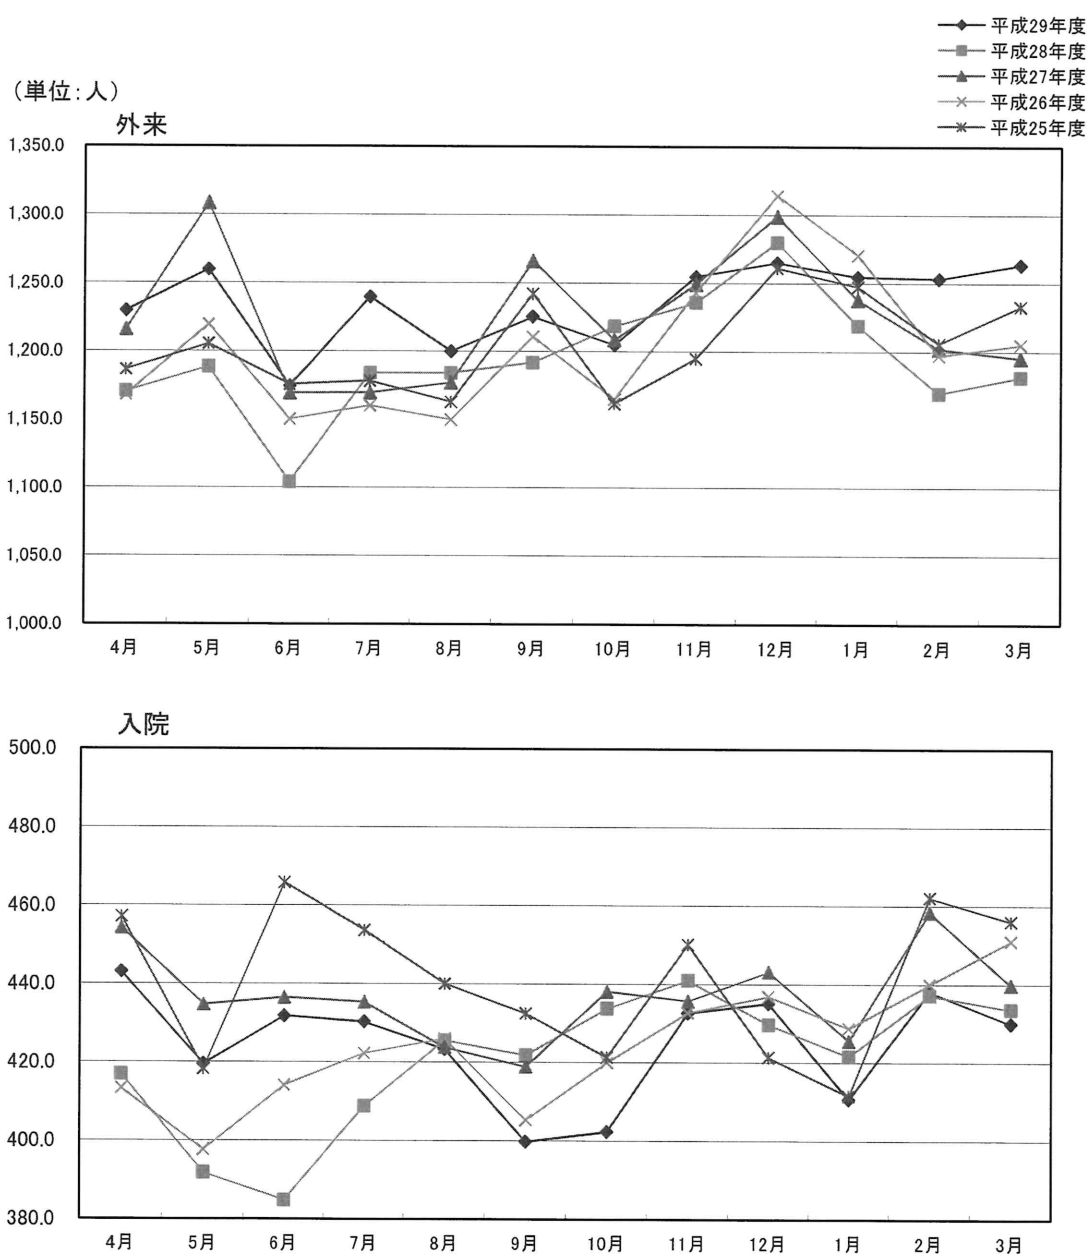 平成29年度
平成28年度
平成27年度
平成26年度
平成25年度
(単位:人)
外来
1,350.0
1,300.0
1,250.0
1,200.0
1,150.0
1,100.0
1,050.0
1,000.0
4月 5月 6月 7月 8月 9月 10月 11月 12月 1月 2月 3月
入院
500.0
480.0
460.0
440.0
420.0
400.0
380.0
4月 5月 6月 7月 8月 9月 10月 11月 12月 1月 2月 3月